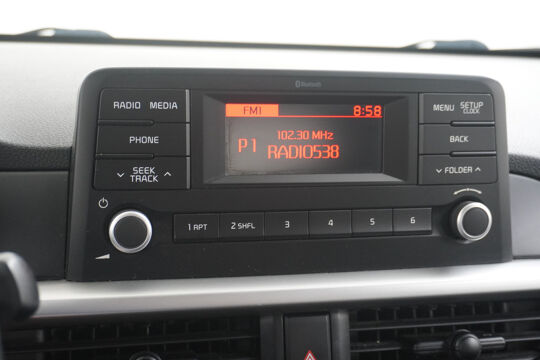 Bluetooth
RADIO MEDIA
PHONE
SEEK
TRACK
FM1 8:58
102.30 MHz
P1 RADIO538
MENU SETUP
CLOCK
BACK
FOLDER
1 RPT 2 SHFL 3 4 5 6